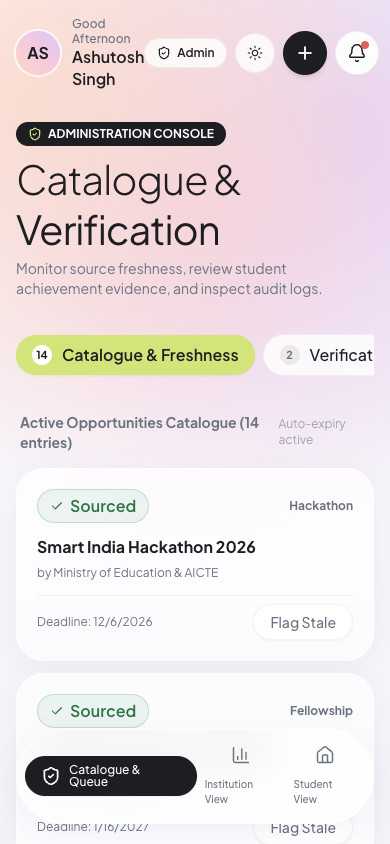 AS
Good
Afternoon
Ashutosh
Singh
Admin
ADMINISTRATION CONSOLE
Catalogue &
Verification
Monitor source freshness, review student
achievement evidence, and inspect audit logs.
14 Catalogue & Freshness
2 Verificat
Active Opportunities Catalogue (14
entries)
Auto-expiry
active
Sourced
Hackathon
Smart India Hackathon 2026
by Ministry of Education & AICTE
Deadline: 12/6/2026
Flag Stale
Sourced
Fellowship
Catalogue &
Queue
Institution
View
Student
View
Deadline: 1/16/2027
Flag Stale